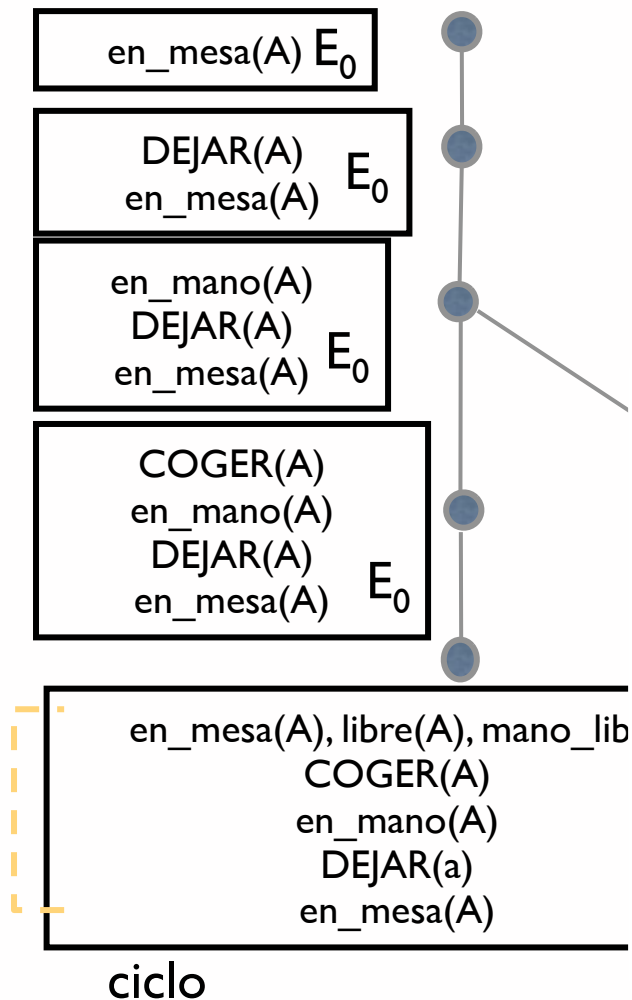 en_mesa(A) E0
DEJAR(A)
en_mesa(A)
E0
en_mano(A)
DEJAR(A)
en_mesa(A)
E0
COGER(A)
en_mano(A)
DEJAR(A)
en_mesa(A)
E0
en_mesa(A), libre(A), mano_lib
COGER(A)
en_mano(A)
DEJAR(a)
en_mesa(A)
ciclo